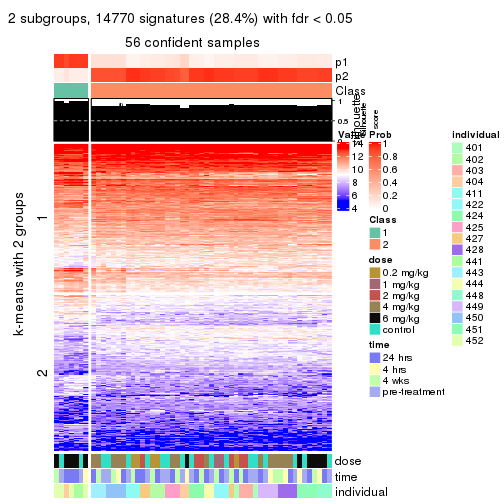 2 subgroups, 14770 signatures (28.4%) with fdr < 0.05
56 confident samples
p1
p2
Class
1
0.5
0
Silhouette
score
k-means with 2 groups
1
2
Value
14
12
10
8
6
4
Prob
1
0.8
0.6
0.4
0.2
0
Class
1
2
dose
0.2 mg/kg
1 mg/kg
2 mg/kg
4 mg/kg
6 mg/kg
control
time
24 hrs
4 hrs
4 wks
pre-treatment
individual
401
402
403
404
411
422
424
425
427
428
441
443
444
448
449
450
451
452
dose
time
individual